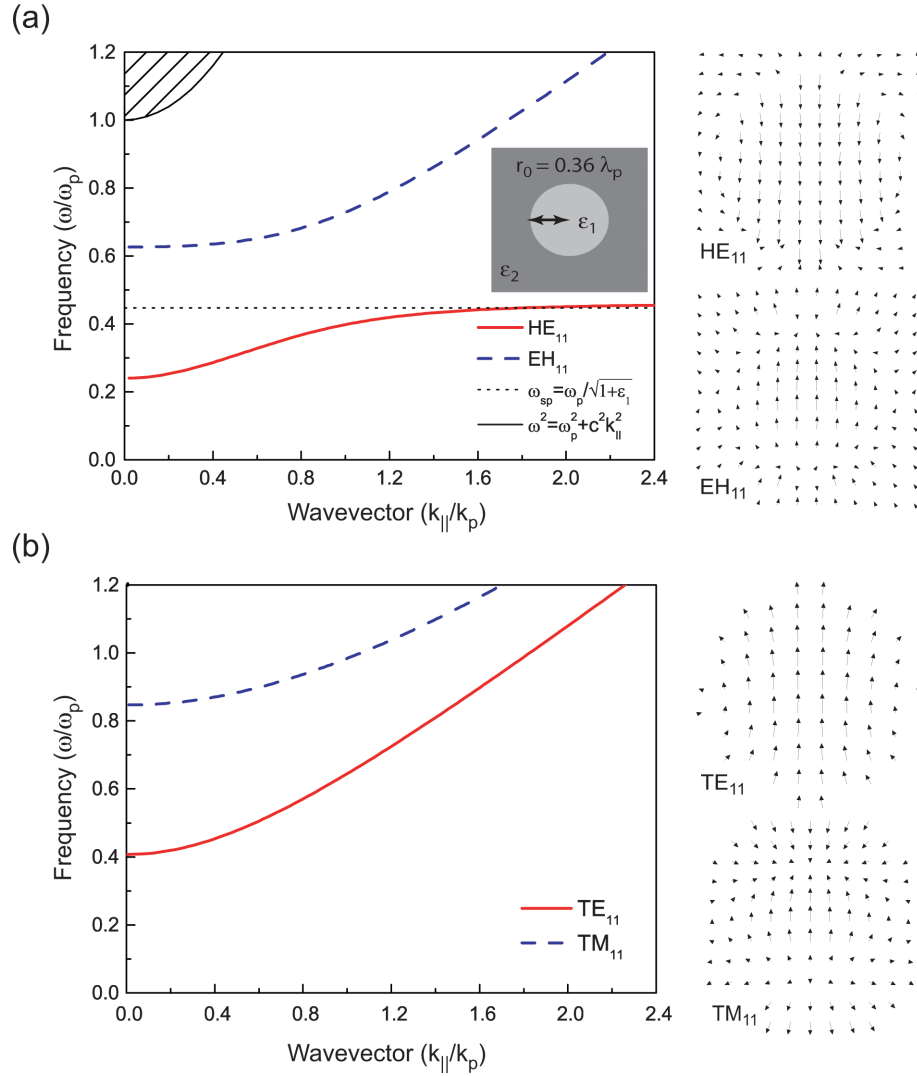 (a)
1.2
1.0
0.8
0.6
0.4
0.2
0.0
Frequency (ω/ωₚ)
r₀ = 0.36 λₚ
ε₁
ε₂
HE₁₁
EH₁₁
ω_sp=ωₚ/√1+ε₁
ω²=ωₚ²+c²k_||²
0.0 0.4 0.8 1.2 1.6 2.0 2.4
Wavevector (k_||/kₚ)
HE₁₁
EH₁₁
(b)
1.2
1.0
0.8
0.6
0.4
0.2
0.0
Frequency (ω/ωₚ)
TE₁₁
TM₁₁
0.0 0.4 0.8 1.2 1.6 2.0 2.4
Wavevector (k_||/kₚ)
TE₁₁
TM₁₁